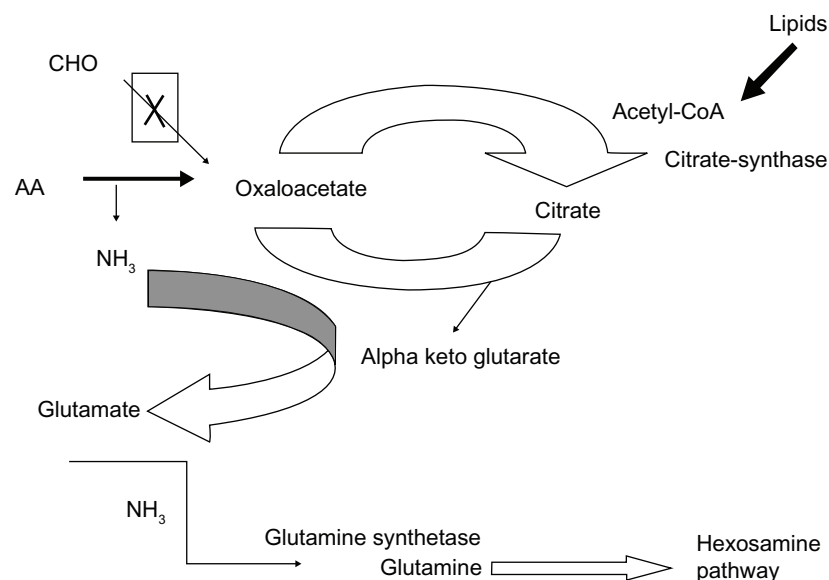 Lipids
CHO
Acetyl-CoA
Citrate-synthase
AA
Oxaloacetate
Citrate
NH₃
Alpha keto glutarate
Glutamate
NH₃
Glutamine synthetase
Glutamine
Hexosamine
pathway